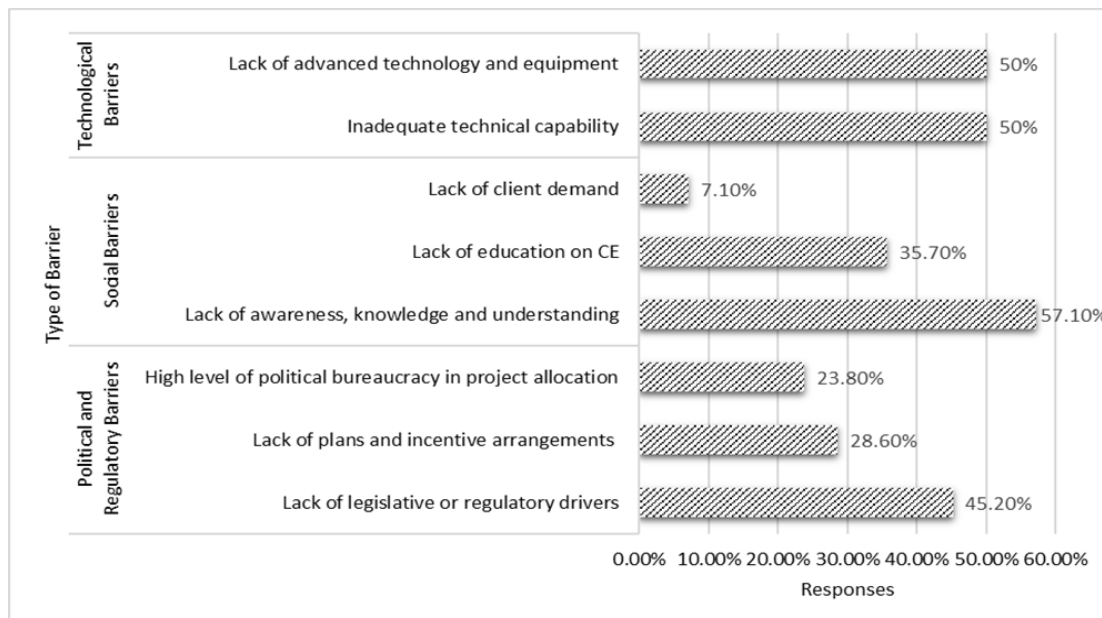 Type of Barrier
Technological
Barriers
Lack of advanced technology and equipment
50%
Inadequate technical capability
50%
Social Barriers
Lack of client demand
7.10%
Lack of education on CE
35.70%
Lack of awareness, knowledge and understanding
57.10%
Political and
Regulatory Barriers
High level of political bureaucracy in project allocation
23.80%
Lack of plans and incentive arrangements
28.60%
Lack of legislative or regulatory drivers
45.20%
0.00% 10.00% 20.00% 30.00% 40.00% 50.00% 60.00%
Responses